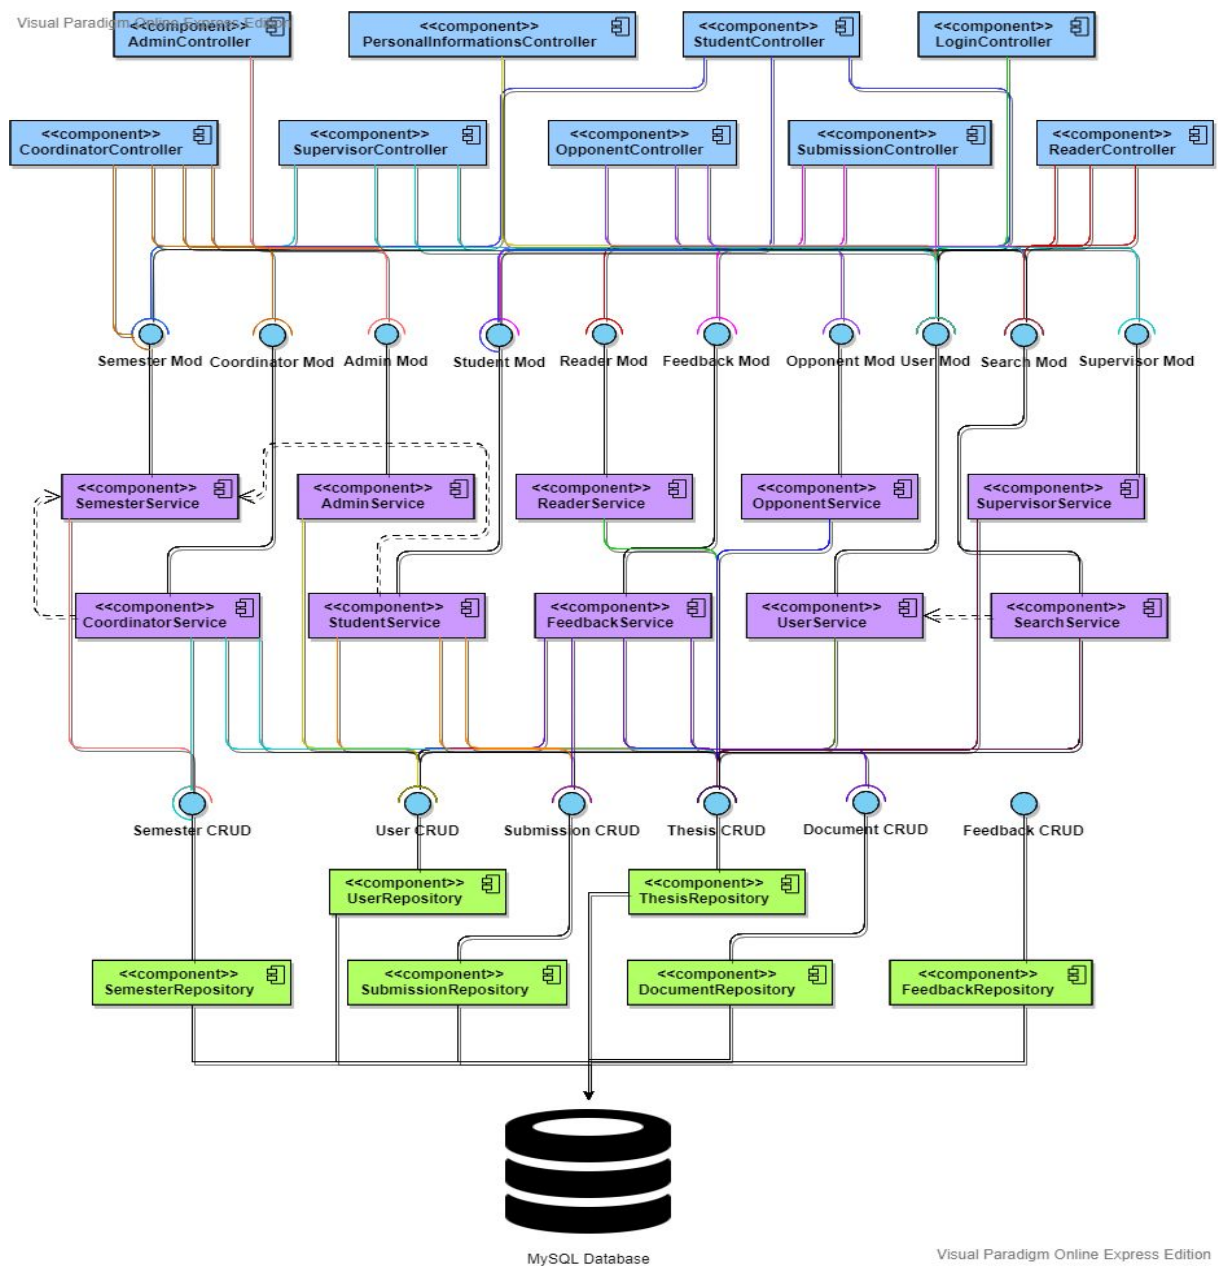 Visual Paradigm Online Express Edition
<<component>>
AdminController
<<component>>
PersonalInformationsController
<<component>>
StudentController
<<component>>
LoginController
<<component>>
CoordinatorController
<<component>>
SupervisorController
<<component>>
OpponentController
<<component>>
SubmissionController
<<component>>
ReaderController
Semester Mod
Coordinator Mod
Admin Mod
Student Mod
Reader Mod
Feedback Mod
Opponent Mod
User Mod
Search Mod
Supervisor Mod
<<component>>
SemesterService
<<component>>
AdminService
<<component>>
ReaderService
<<component>>
OpponentService
<<component>>
SupervisorService
<<component>>
CoordinatorService
<<component>>
StudentService
<<component>>
FeedbackService
<<component>>
UserService
<<component>>
SearchService
Semester CRUD
User CRUD
Submission CRUD
Thesis CRUD
Document CRUD
Feedback CRUD
<<component>>
UserRepository
<<component>>
ThesisRepository
<<component>>
SemesterRepository
<<component>>
SubmissionRepository
<<component>>
DocumentRepository
<<component>>
FeedbackRepository
MySQL Database
Visual Paradigm Online Express Edition